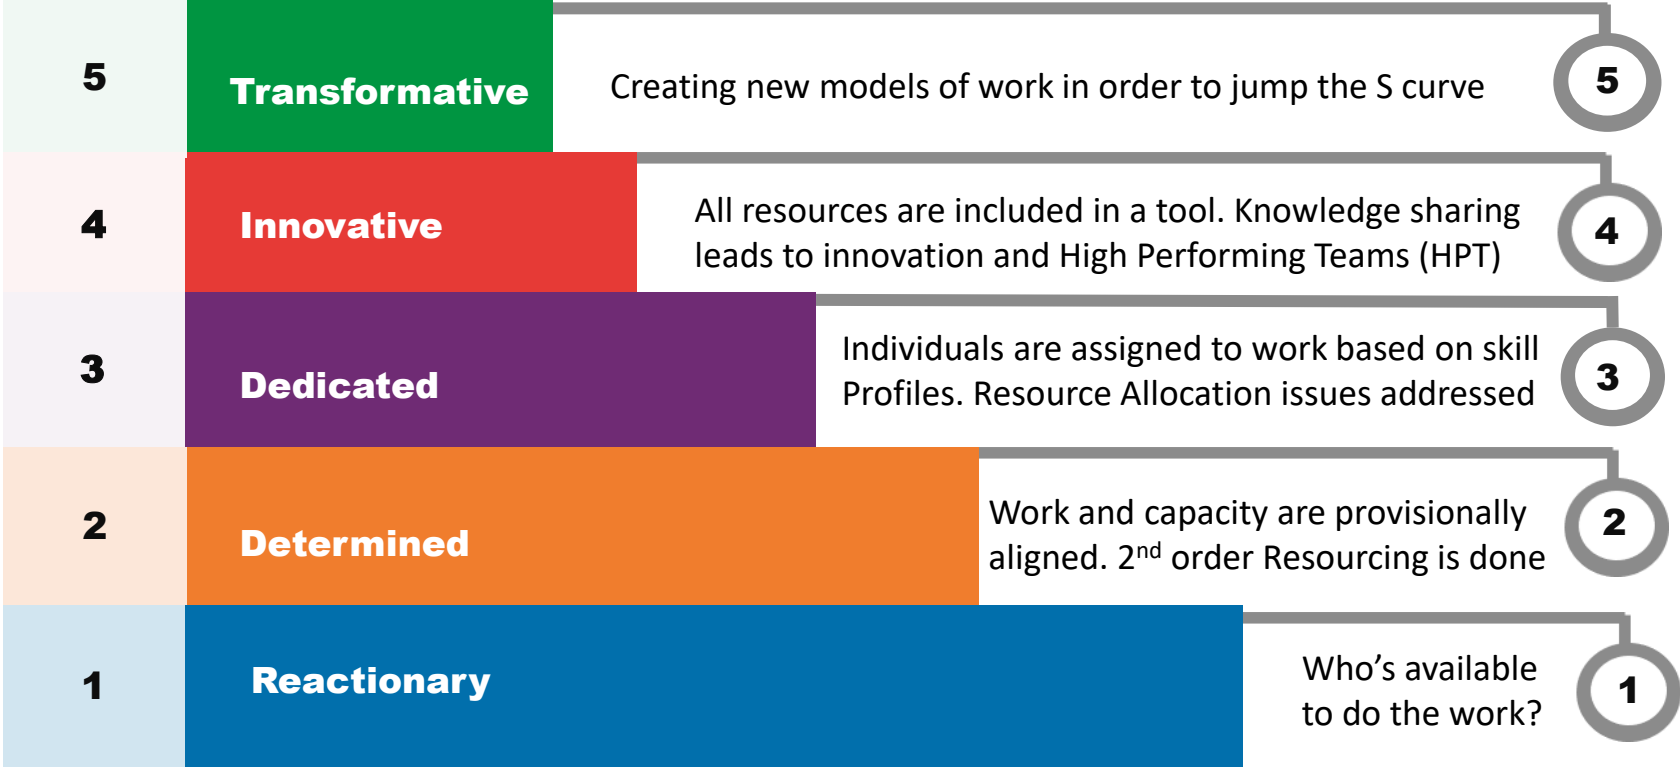 5
Transformative
Creating new models of work in order to jump the S curve
5
4
Innovative
All resources are included in a tool. Knowledge sharing
leads to innovation and High Performing Teams (HPT)
4
3
Dedicated
Individuals are assigned to work based on skill
Profiles. Resource Allocation issues addressed
3
2
Determined
Work and capacity are provisionally
aligned. 2nd order Resourcing is done
2
1
Reactionary
Who’s available
to do the work?
1